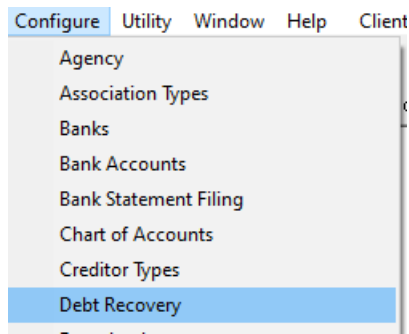 Configure Utility Window Help Client
Agency
Association Types
Banks
Bank Accounts
Bank Statement Filing
Chart of Accounts
Creditor Types
Debt Recovery